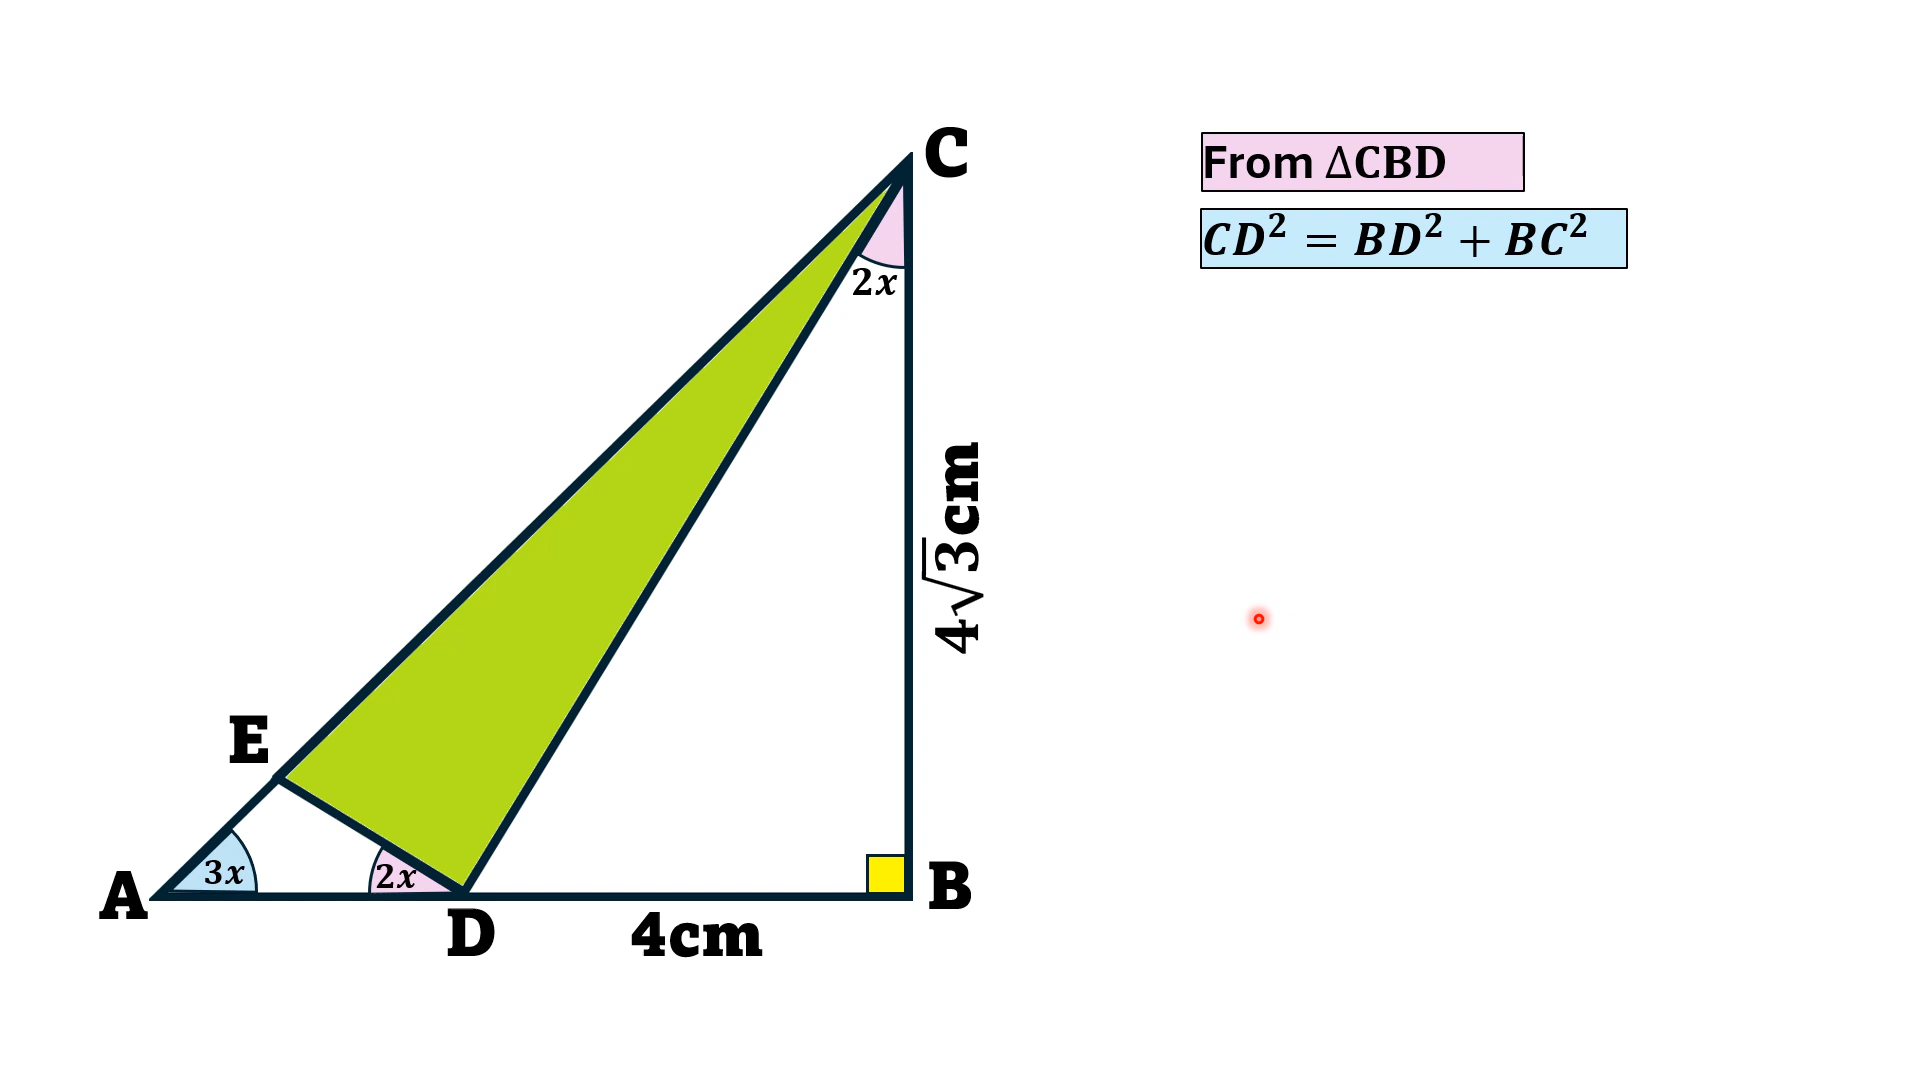 C
From ΔCBD
CD² = BD² + BC²
2x
4√3cm
E
3x
2x
A
B
D
4cm